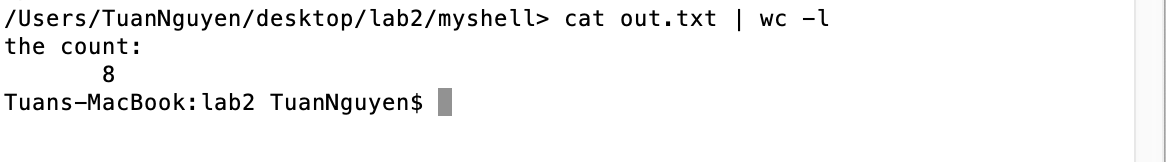 /Users/TuanNguyen/desktop/lab2/myshell> cat out.txt | wc -l
the count:
       8
Tuans-MacBook:lab2 TuanNguyen$